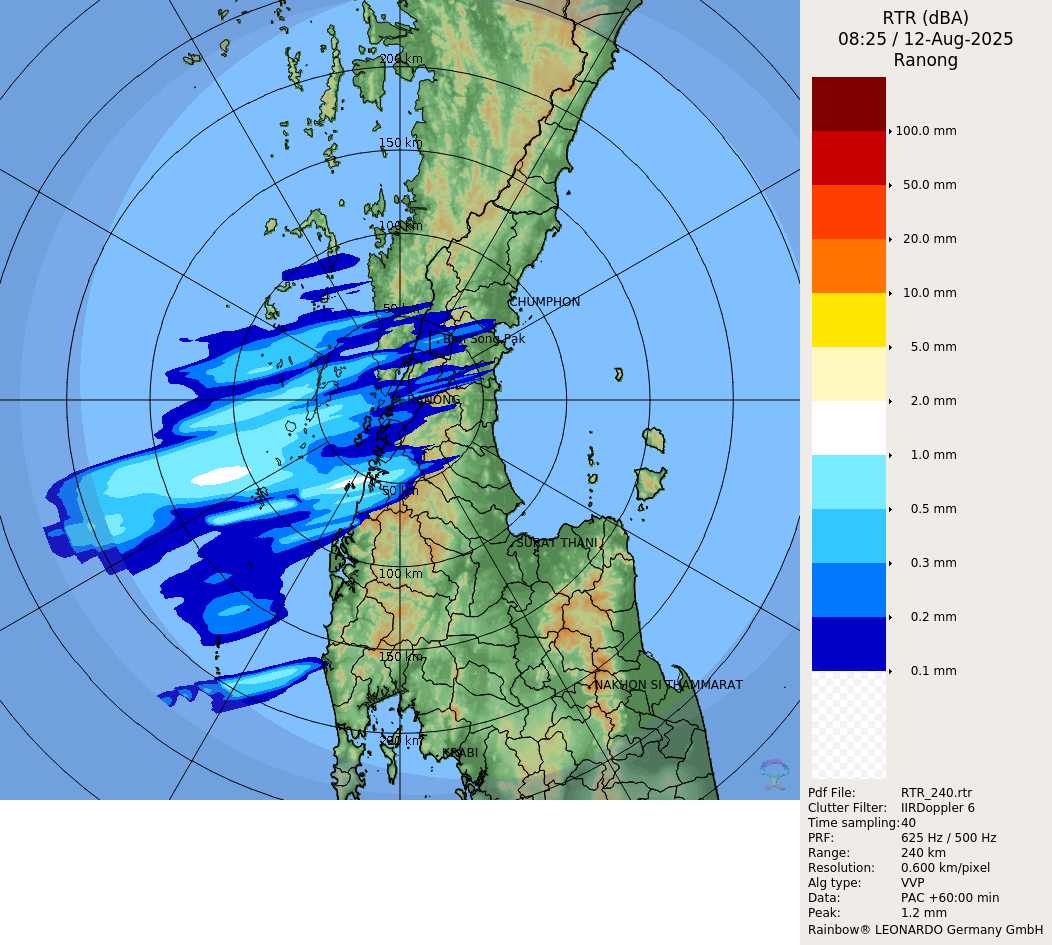 RTR (dBA)
08:25 / 12-Aug-2025
Ranong
200 km
150 km
100 km
50 km
CHUMPHON
Ban Song Pak
RANONG
50 km
SURAT THANI
100 km
150 km
NAKHON SI THAMMARAT
200 km
KRABI
100.0 mm
50.0 mm
20.0 mm
10.0 mm
5.0 mm
2.0 mm
1.0 mm
0.5 mm
0.3 mm
0.2 mm
0.1 mm
Pdf File: RTR_240.rtr
Clutter Filter: IIRDoppler 6
Time sampling: 40
PRF: 625 Hz / 500 Hz
Range: 240 km
Resolution: 0.600 km/pixel
Alg type: VVP
Data: PAC +60:00 min
Peak: 1.2 mm
Rainbow® LEONARDO Germany GmbH